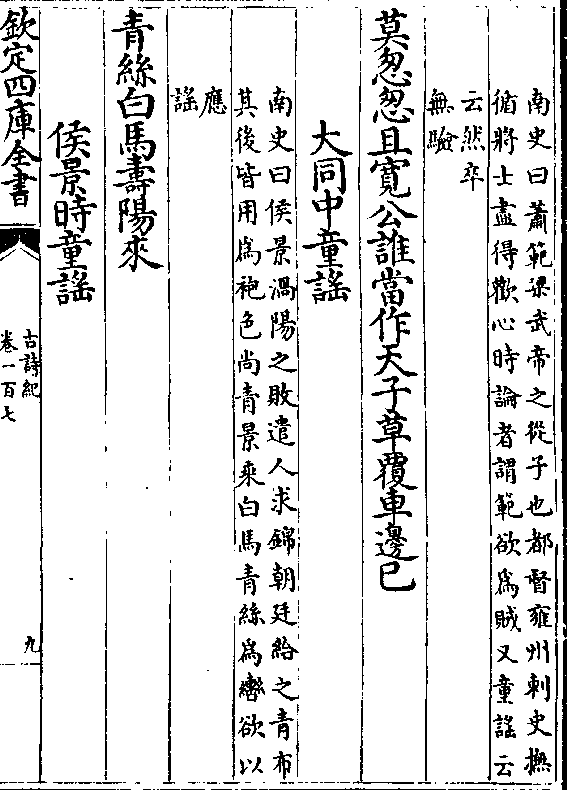 南史曰蕭範梁武帝之從子也都督雍州刺史撫
循將士盡得歡心時論者謂範欲為賊又童謡云
云然卒
無驗
莫怱怱且寛公誰當作天子草覆車邊已
大同中童謡
南史曰侯景渦陽之敗遣人求錦朝廷給之青布
其後皆用為袍色尚青景乘白馬青絲為轡欲以
應
謡
青絲白馬壽陽來
侯景時童謡
欽定四庫全書
古詩紀
卷一百七
九